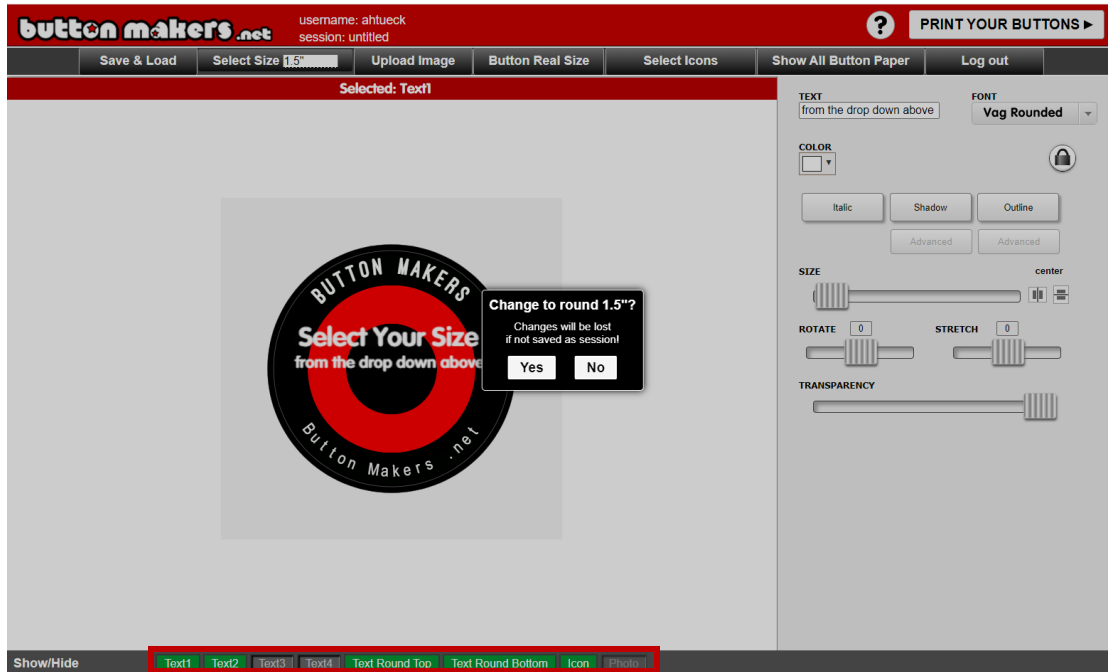 button makers.net
username: ahtueck
session: untitled
?
PRINT YOUR BUTTONS ►
Save & Load
Select Size 1.5"
Upload Image
Button Real Size
Select Icons
Show All Button Paper
Log out
Selected: Text1
TEXT
from the drop down above
FONT
Vag Rounded
COLOR
Italic
Shadow
Outline
Advanced
Advanced
SIZE
center
ROTATE 0
STRETCH 0
TRANSPARENCY
BUTTON MAKERS
Select Your Size
from the drop down above
Button Makers .net
Change to round 1.5"?
Changes will be lost
if not saved as session!
Yes No
Show/Hide
Text1 Text2 Text3 Text4 Text Round Top Text Round Bottom Icon Photo